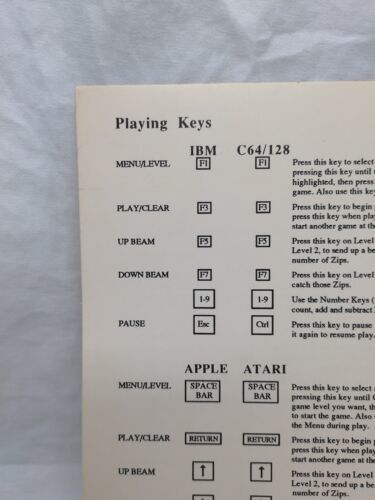 Playing Keys
IBM C64/128
MENU/LEVEL F1 F1 Press this key to select
pressing this key until
highlighted, then press
game. Also use this key
PLAY/CLEAR F3 F3 Press this key to begin
press this key when play
start another game at the
UP BEAM F5 F5 Press this key on Level
Level 2, to send up a be
number of Zips.
DOWN BEAM F7 F7 Press this key on Level
catch those Zips.
1-9 1-9 Use the Number Keys (
count, add and subtract
PAUSE Esc Ctrl Press this key to pause
it again to resume play.
APPLE ATARI
MENU/LEVEL SPACE BAR SPACE BAR Press this key to select
pressing this key until
game level you want, th
to start the game. Also
the Menu during play.
PLAY/CLEAR RETURN RETURN Press this key to begin
press this key when play
start another game at the
UP BEAM ↑ ↑ Press this key on Level
Level 2, to send up a be
number of Zips.